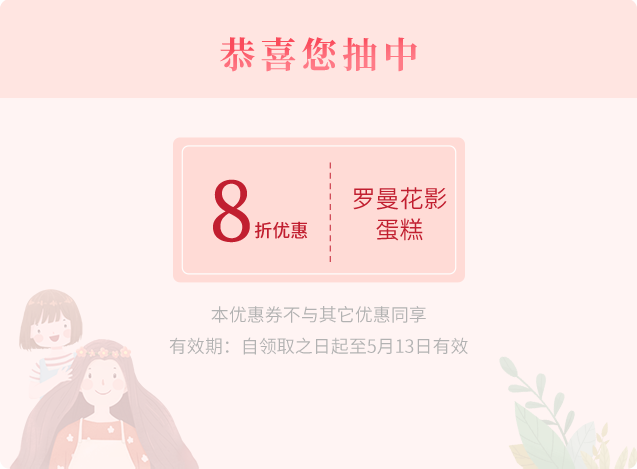 恭喜您抽中
8折优惠
罗曼花影
蛋糕
本优惠券不与其它优惠同享
有效期：自领取之日起至5月13日有效